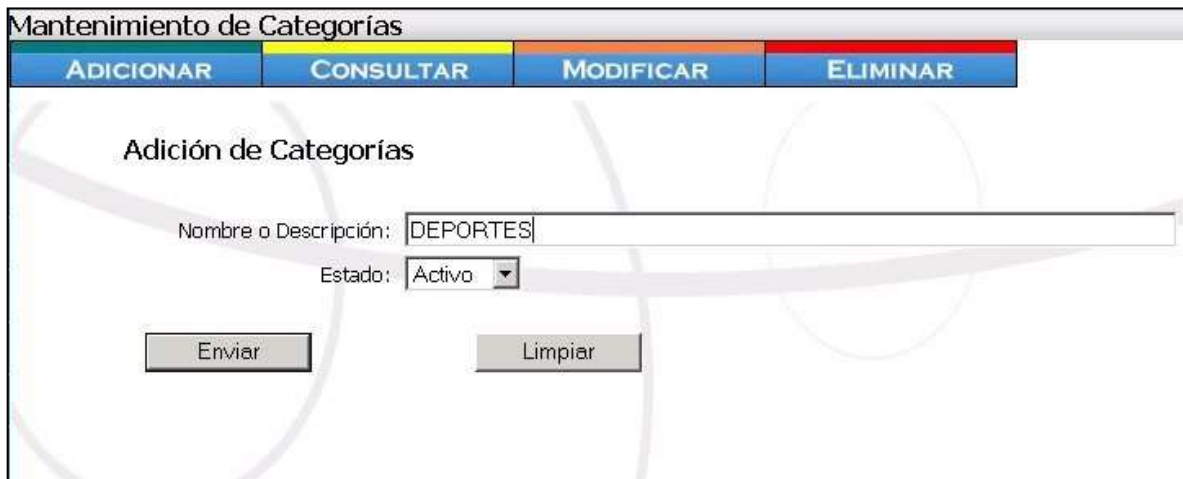 Mantenimiento de Categorías
ADICIONAR CONSULTAR MODIFICAR ELIMINAR
Adición de Categorías
Nombre o Descripción: DEPORTES
Estado: Activo
Enviar Limpiar